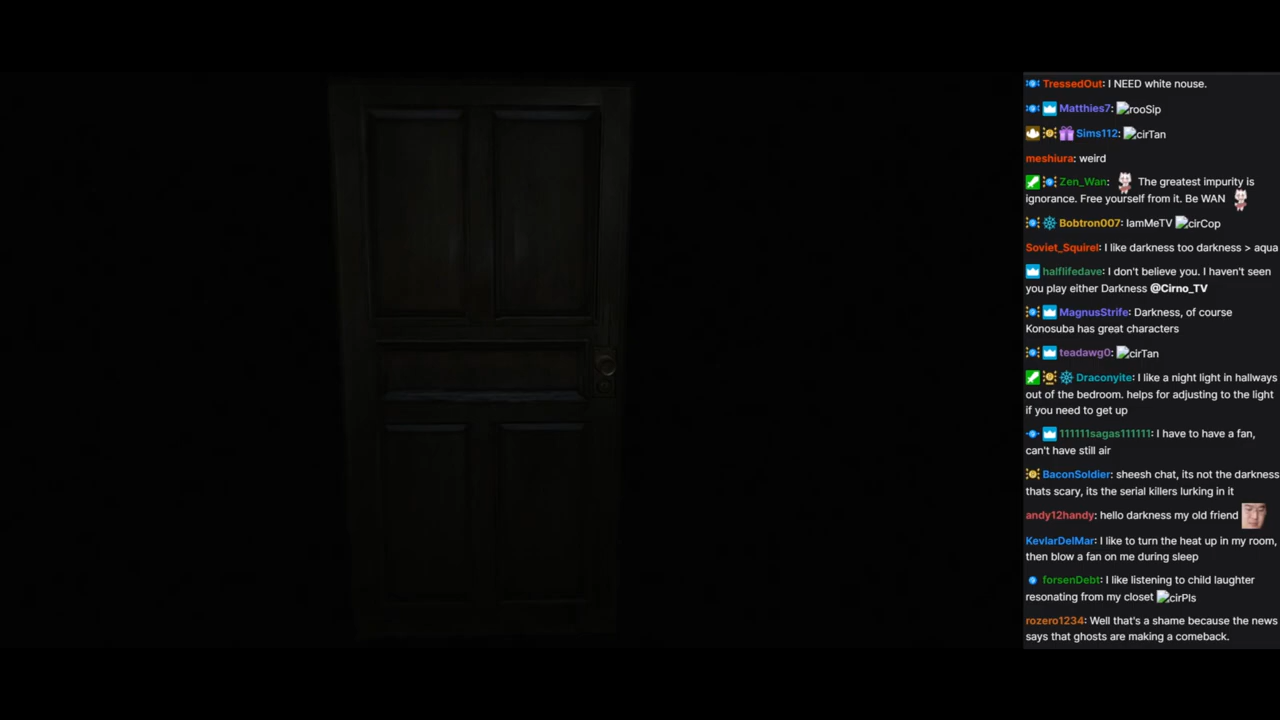 TressedOut: I NEED white nouse.
Matthies7: rooSip
Sims112: cirTan
meshiura: weird
Zen_Wan: The greatest impurity is
ignorance. Free yourself from it. Be WAN
Bobtron007: IamMeTV cirCop
Soviet_Squirrel: I like darkness too darkness > aqua
halflifedave: I don't believe you. I haven't seen
you play either Darkness @Cirno_TV
MagnusStrife: Darkness, of course
Konosuba has great characters
teadawg0: cirTan
Draconyite: I like a night light in hallways
out of the bedroom. helps for adjusting to the light
if you need to get up
111111sagas111111: I have to have a fan,
can't have still air
BaconSoldier: sheesh chat, its not the darkness
thats scary, its the serial killers lurking in it
andy12handy: hello darkness my old friend
KevlarDelMar: I like to turn the heat up in my room,
then blow a fan on me during sleep
forsenDebt: I like listening to child laughter
resonating from my closet cirPls
rozero1234: Well that's a shame because the news
says that ghosts are making a comeback.